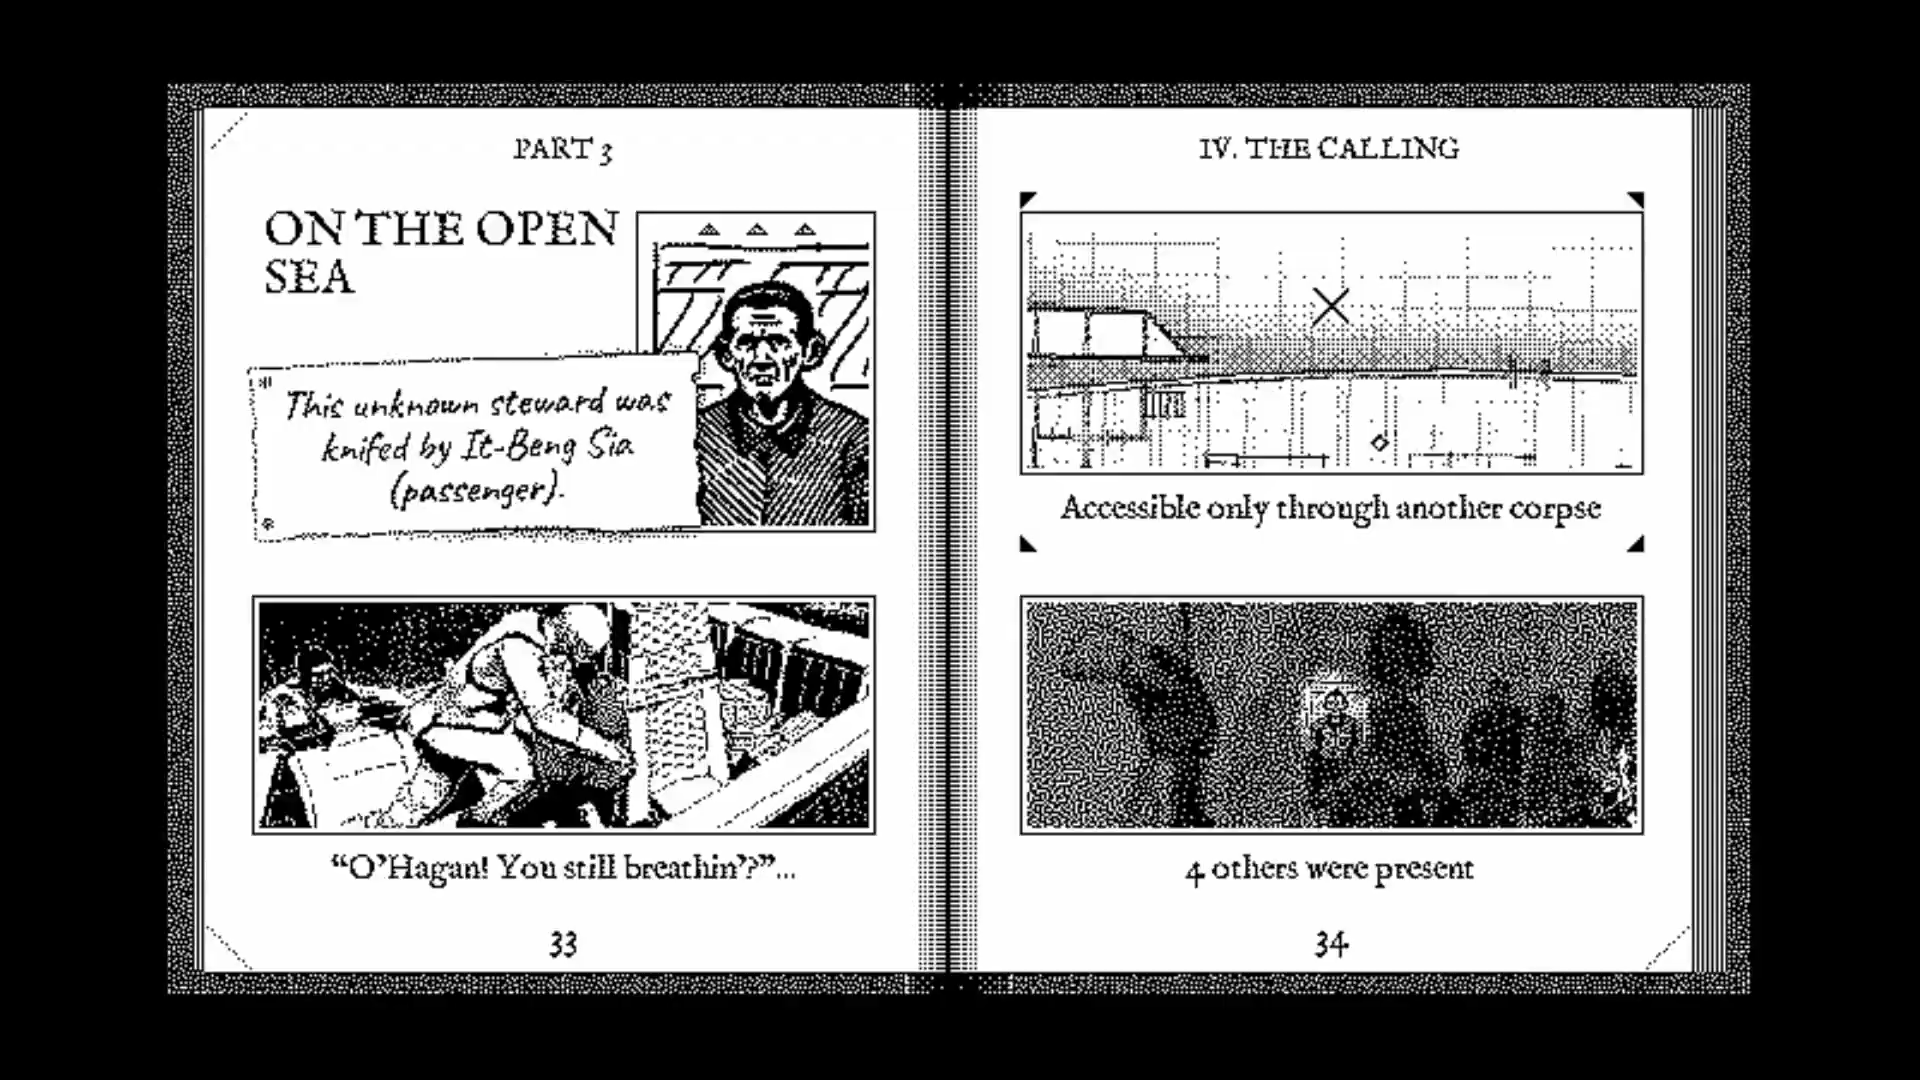 PART 3
ON THE OPEN
SEA
This unknown steward was
knifed by It-Beng Sia
(passenger).
“O’Hagan! You still breathin’?”...
33
IV. THE CALLING
Accessible only through another corpse
4 others were present
34